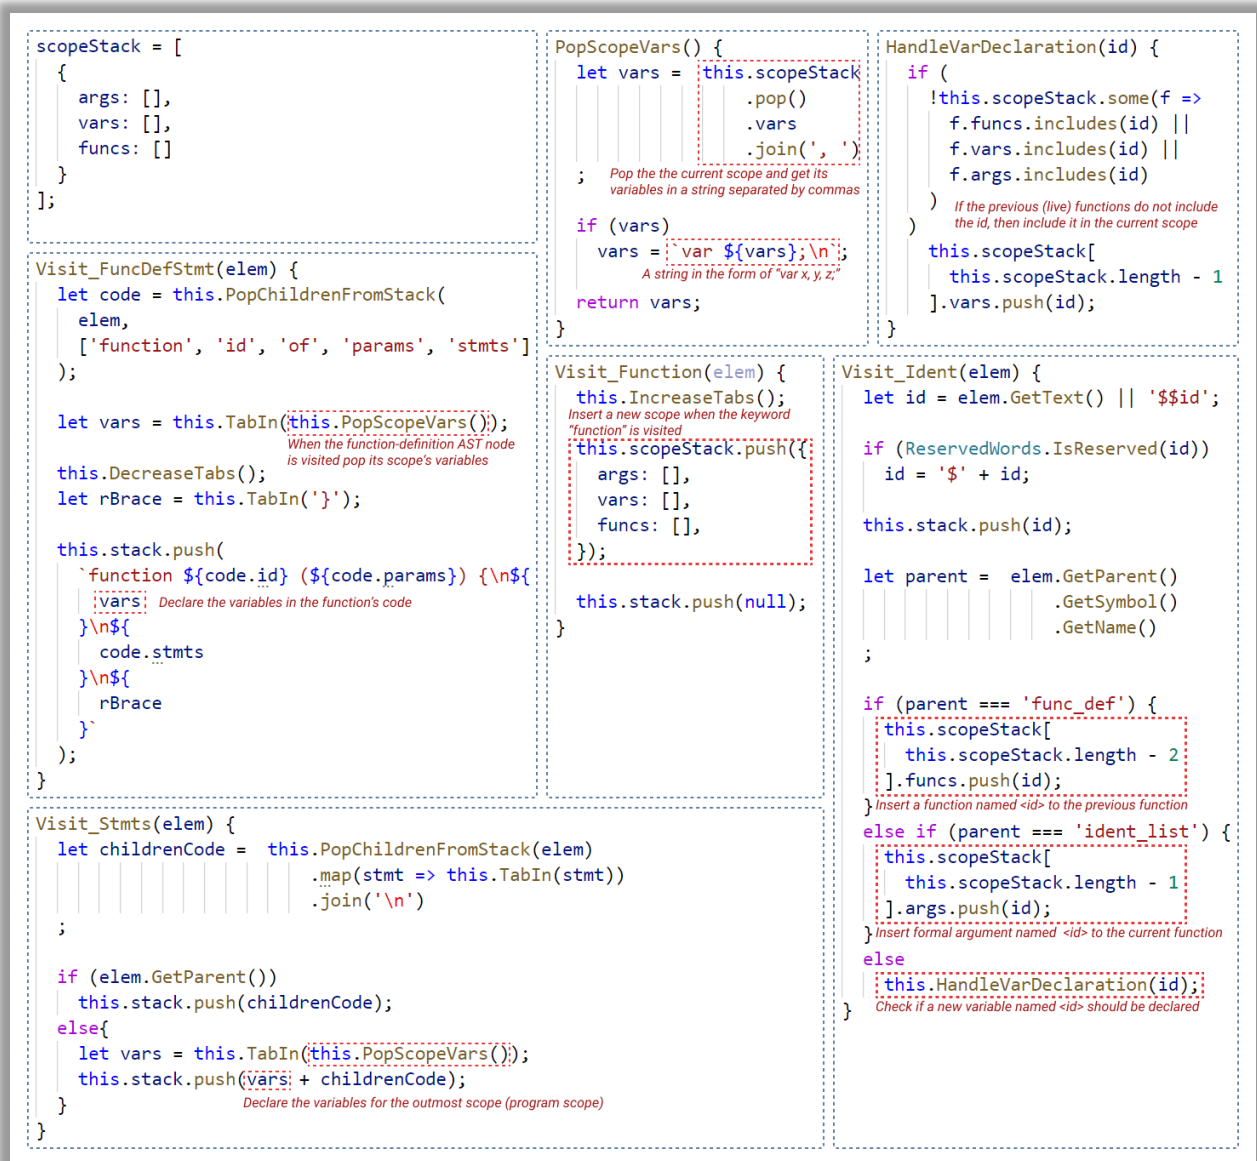 scopeStack = [
{
args: [],
vars: [],
funcs: []
}
];
Visit_FuncDefStmt(elem) {
let code = this.PopChildrenFromStack(
elem,
['function', 'id', 'of', 'params', 'stmts']
);
let vars = this.TabIn(this.PopScopeVars());
When the function-definition AST node
is visited pop its scope's variables
this.DecreaseTabs();
let rBrace = this.TabIn('}');
this.stack.push(
`function ${code.id} (${code.params}) {\n${
vars Declare the variables in the function's code
}\n${
code.stmts
}\n${
rBrace
}`
);
}
PopScopeVars() {
let vars = this.scopeStack
.pop()
.vars
.join(', ')
; Pop the the current scope and get its
variables in a string separated by commas
if (vars)
vars = `var ${vars};\n`;
A string in the form of "var x, y, z;"
return vars;
}
HandleVarDeclaration(id) {
if (
!this.scopeStack.some(f =>
f.funcs.includes(id) ||
f.vars.includes(id) ||
f.args.includes(id)
) If the previous (live) functions do not include
the id, then include it in the current scope
)
this.scopeStack[
this.scopeStack.length - 1
].vars.push(id);
}
Visit_Function(elem) {
this.IncreaseTabs();
Insert a new scope when the keyword
"function" is visited
this.scopeStack.push({
args: [],
vars: [],
funcs: [],
});
this.stack.push(null);
}
Visit_Ident(elem) {
let id = elem.GetText() || '$$id';
if (ReservedWords.IsReserved(id))
id = '$' + id;
this.stack.push(id);
let parent = elem.GetParent()
.GetSymbol()
.GetName()
;
if (parent === 'func_def') {
this.scopeStack[
this.scopeStack.length - 2
].funcs.push(id);
} Insert a function named <id> to the previous function
else if (parent === 'ident_list') {
this.scopeStack[
this.scopeStack.length - 1
].args.push(id);
} Insert formal argument named <id> to the current function
else
this.HandleVarDeclaration(id);
Check if a new variable named <id> should be declared
}
Visit_Stmts(elem) {
let childrenCode = this.PopChildrenFromStack(elem)
.map(stmt => this.TabIn(stmt))
.join('\n')
;
if (elem.GetParent())
this.stack.push(childrenCode);
else{
let vars = this.TabIn(this.PopScopeVars());
this.stack.push(vars + childrenCode);
} Declare the variables for the outmost scope (program scope)
}